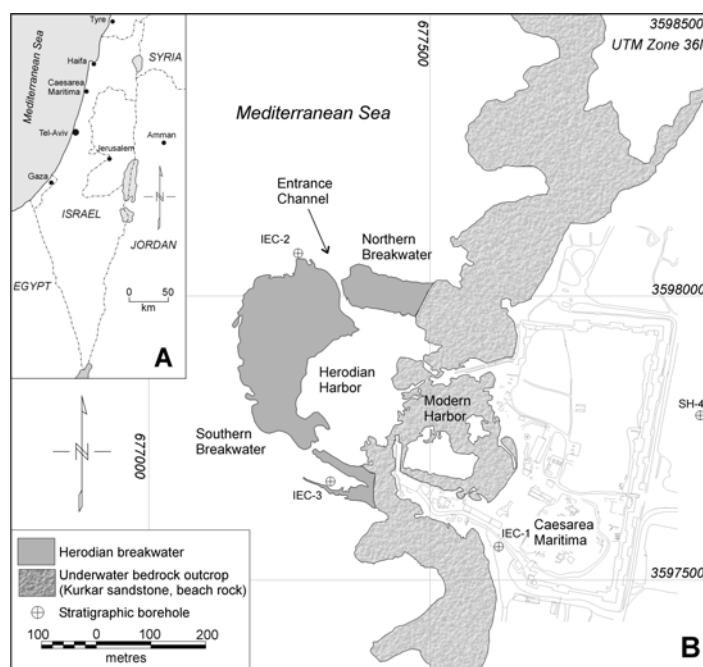 Tyre
Mediterranean Sea
SYRIA
Haifa
Caesarea
Maritima
Tel-Aviv
Amman
Jerusalem
Gaza
N
ISRAEL
JORDAN
EGYPT
0 50
km
A
677500
3598500
UTM Zone 36
Mediterranean Sea
Entrance
Channel
IEC-2
Northern
Breakwater
3598000
Herodian
Harbor
Modern
Harbor
SH-4
677000
N
Southern
Breakwater
IEC-3
IEC-1
Caesarea
Maritima
3597500
Herodian breakwater
Underwater bedrock outcrop
(Kurkar sandstone, beach rock)
Stratigraphic borehole
100 0 100 200
metres
B